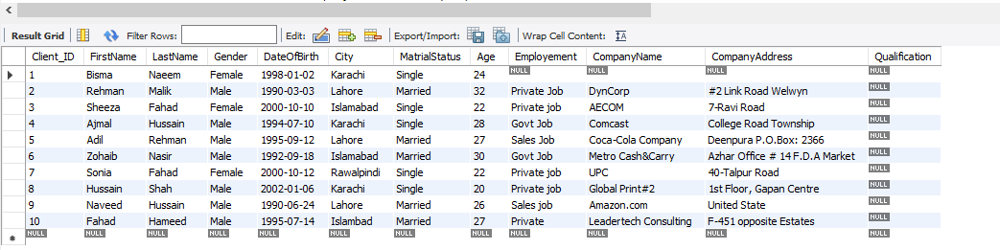 Result Grid Filter Rows: Edit: Export/Import: Wrap Cell Content: IA
Client_ID FirstName LastName Gender DateOfBirth City MatrialStatus Age Employement CompanyName CompanyAddress Qualification
1 Bisma Naeem Female 1998-01-02 Karachi Single 24 NULL NULL NULL NULL
2 Rehman Malik Male 1990-03-03 Lahore Married 32 Private Job DynCorp #2 Link Road Welwyn NULL
3 Sheeza Fahad Female 2000-10-10 Islamabad Single 22 Private job AECOM 7-Ravi Road NULL
4 Ajmal Hussain Male 1994-07-10 Karachi Single 28 Govt Job Comcast College Road Township NULL
5 Adil Rehman Male 1995-09-12 Lahore Married 27 Sales Job Coca-Cola Company Deenpura P.O.Box: 2366 NULL
6 Zohaib Nasir Male 1992-09-18 Islamabad Married 30 Govt Job Metro Cash&Carry Azhar Office # 14 F.D.A Market NULL
7 Sonia Fahad Female 2000-10-12 Rawalpindi Single 22 Private job UPC 40-Talpur Road NULL
8 Hussain Shah Male 2002-01-06 Karachi Single 20 Private job Global Print#2 1st Floor, Gapan Centre NULL
9 Naveed Hussain Male 1990-06-24 Lahore Married 26 Sales job Amazon.com United State NULL
10 Fahad Hameed Male 1995-07-14 Islambad Married 27 Private Leadertech Consulting F-451 opposite Estates NULL
NULL NULL NULL NULL NULL NULL NULL NULL NULL NULL NULL NULL